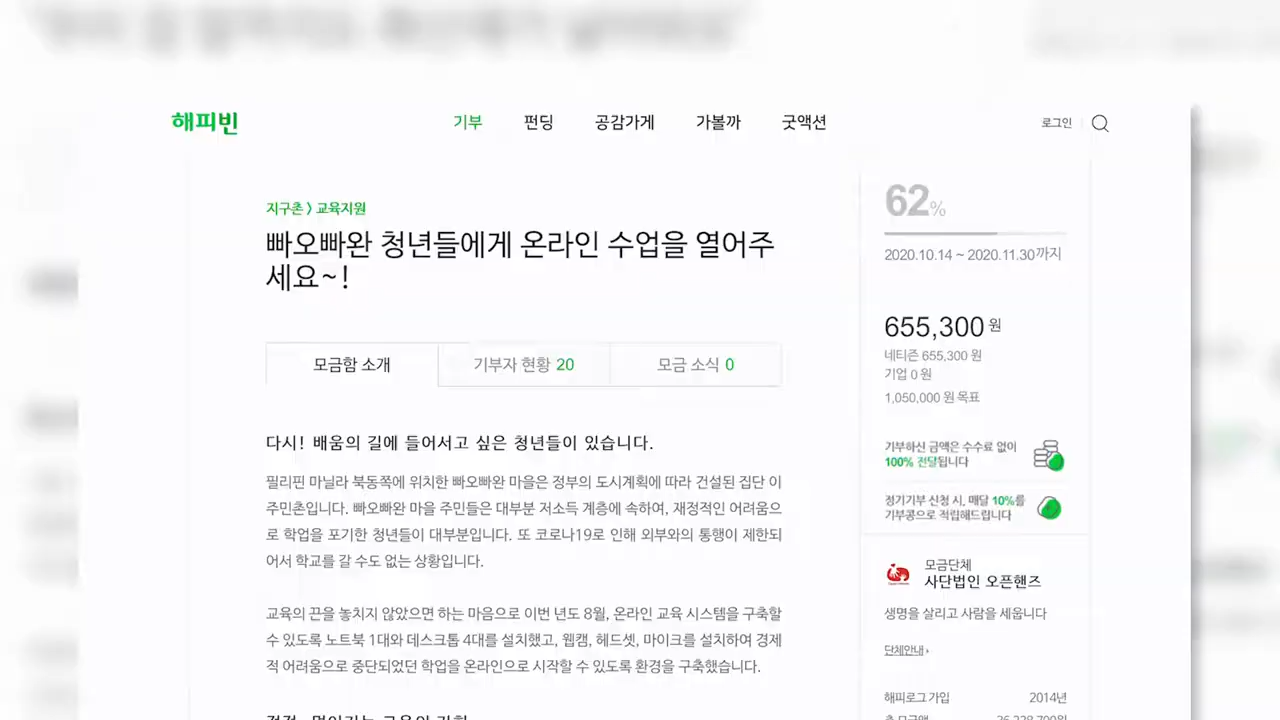 해피빈
기부 펀딩 공감가게 가볼까 굿액션
로그인
지구촌 > 교육지원
빠오빠완 청년들에게 온라인 수업을 열어주
세요~!
모금함 소개 기부자 현황 20 모금 소식 0
다시! 배움의 길에 들어서고 싶은 청년들이 있습니다.
필리핀 마닐라 북동쪽에 위치한 빠오빠완 마을은 정부의 도시계획에 따라 건설된 집단 이
주민촌입니다. 빠오빠완 마을 주민들은 대부분 저소득 계층에 속하여, 재정적인 어려움으
로 학업을 포기한 청년들이 대부분입니다. 또 코로나19로 인해 외부와의 통행이 제한되
어서 학교를 갈 수도 없는 상황입니다.
교육의 끈을 놓치지 않았으면 하는 마음으로 이번 년도 8월, 온라인 교육 시스템을 구축할
수 있도록 노트북 1대와 데스크톱 4대를 설치했고, 웹캠, 헤드셋, 마이크를 설치하여 경제
적 어려움으로 중단되었던 학업을 온라인으로 시작할 수 있도록 환경을 구축했습니다.
62%
2020.10.14 ~ 2020.11.30까지
655,300 원
네티즌 655,300 원
기업 0 원
1,050,000 원 목표
기부하신 금액은 수수료 없이
100% 전달됩니다
정기기부 신청 시, 매달 10%를
기부콩으로 적립해드립니다
모금단체
사단법인 오픈핸즈
생명을 살리고 사람을 세웁니다
단체안내 ›
해피로그 가입 2014년